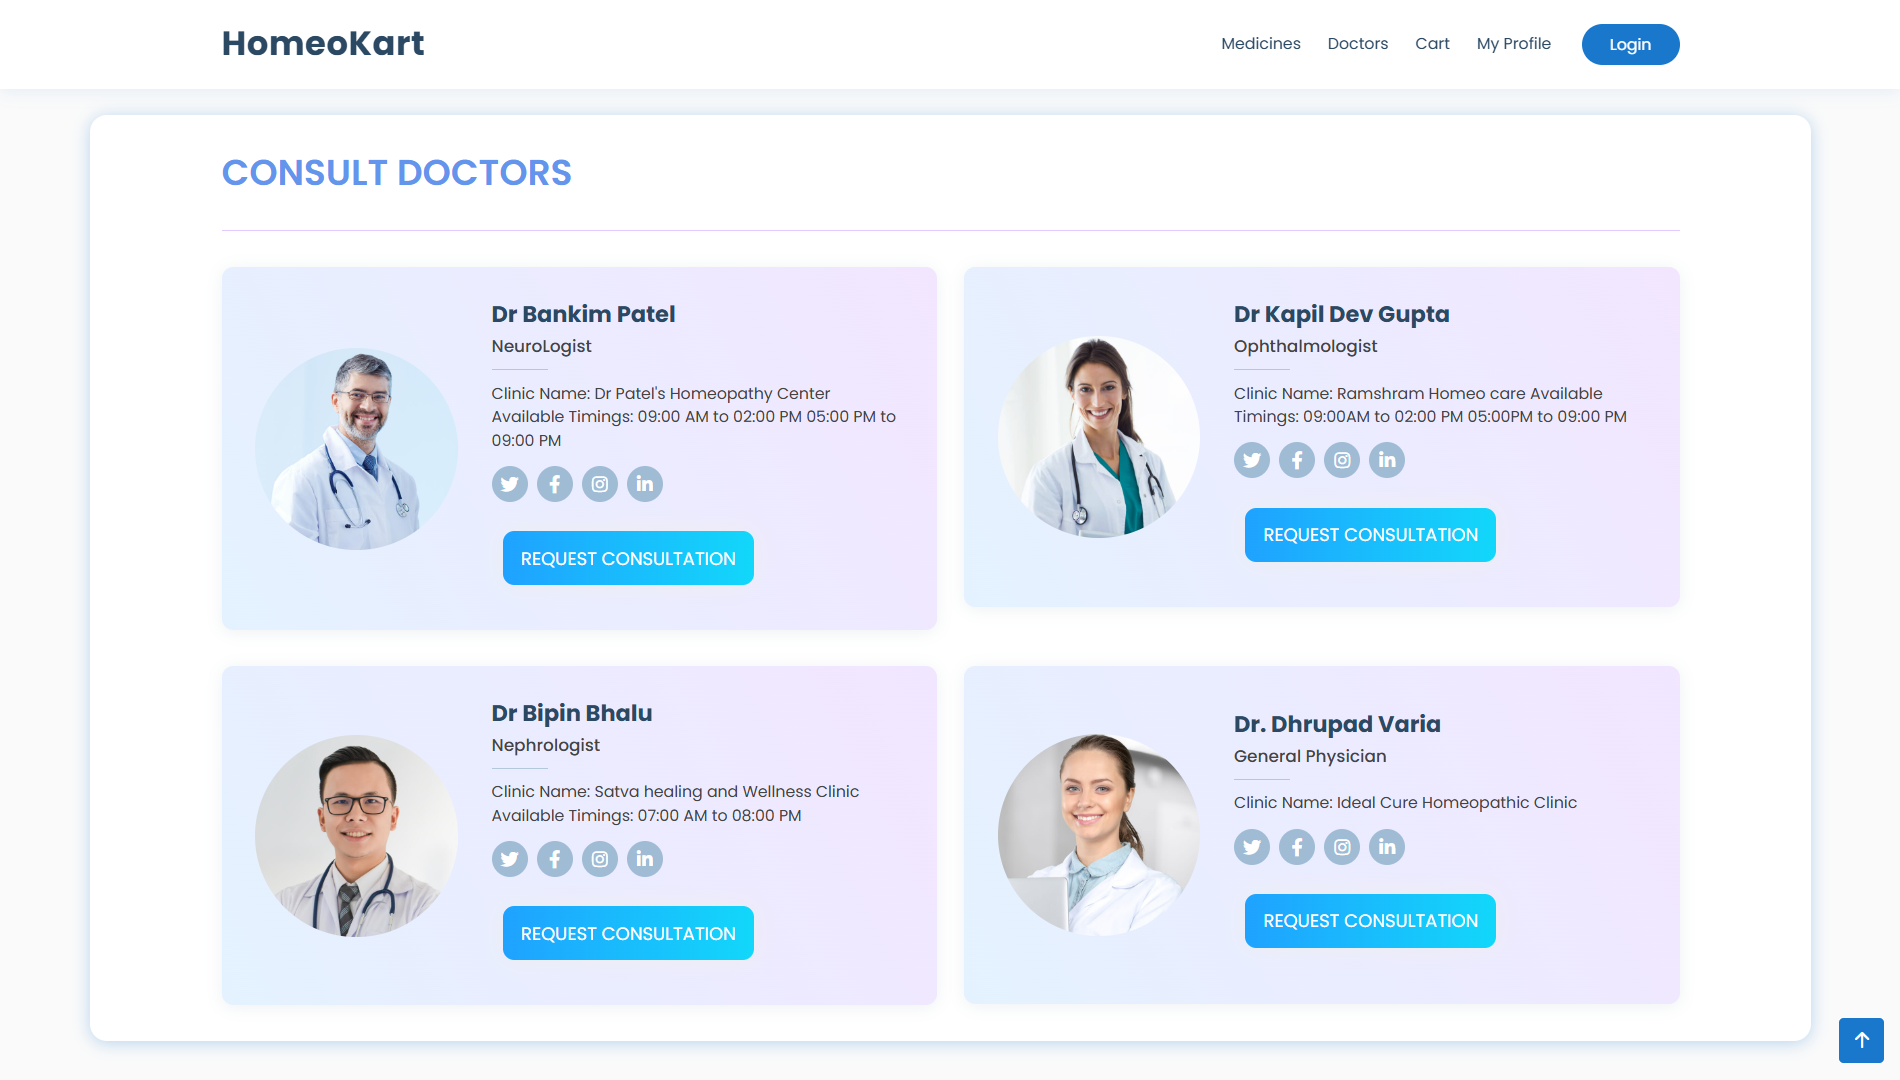 HomeoKart
Medicines Doctors Cart My Profile Login
CONSULT DOCTORS
Dr Bankim Patel
NeuroLogist
Clinic Name: Dr Patel's Homeopathy Center
Available Timings: 09:00 AM to 02:00 PM 05:00 PM to
09:00 PM
REQUEST CONSULTATION
Dr Kapil Dev Gupta
Ophthalmologist
Clinic Name: Ramshram Homeo care Available
Timings: 09:00AM to 02:00 PM 05:00PM to 09:00 PM
REQUEST CONSULTATION
Dr Bipin Bhalu
Nephrologist
Clinic Name: Satva healing and Wellness Clinic
Available Timings: 07:00 AM to 08:00 PM
REQUEST CONSULTATION
Dr. Dhrupad Varia
General Physician
Clinic Name: Ideal Cure Homeopathic Clinic
REQUEST CONSULTATION